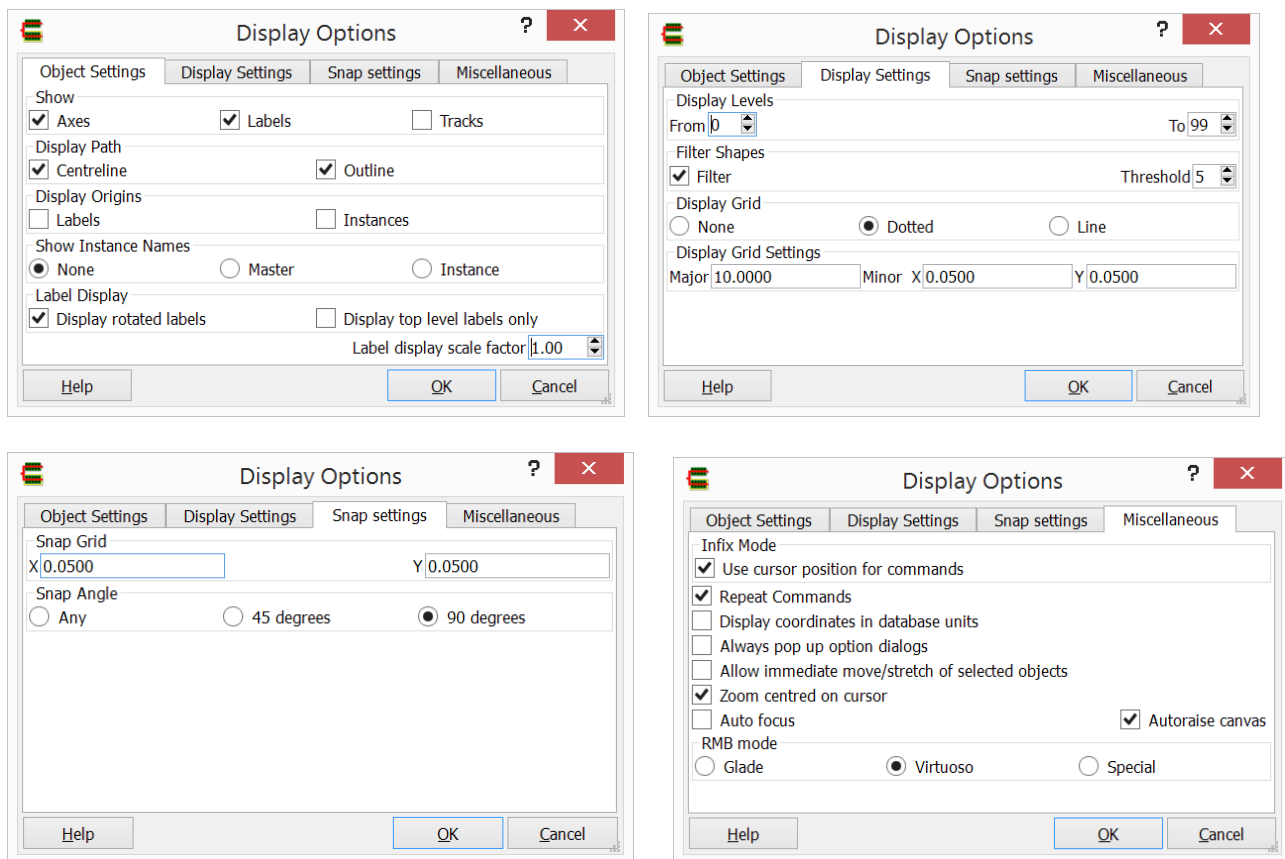 Display Options ?
Object Settings Display Settings Snap settings Miscellaneous
Show
Axes Labels Tracks
Display Path
Centreline Outline
Display Origins
Labels Instances
Show Instance Names
None Master Instance
Label Display
Display rotated labels Display top level labels only
Label display scale factor 1.00
Help OK Cancel
Display Options ?
Object Settings Display Settings Snap settings Miscellaneous
Display Levels
From 0 To 99
Filter Shapes
Filter Threshold 5
Display Grid
None Dotted Line
Display Grid Settings
Major 10.0000 Minor X 0.0500 Y 0.0500
Help OK Cancel
Display Options ?
Object Settings Display Settings Snap settings Miscellaneous
Snap Grid
X 0.0500 Y 0.0500
Snap Angle
Any 45 degrees 90 degrees
Help OK Cancel
Display Options ?
Object Settings Display Settings Snap settings Miscellaneous
Infix Mode
Use cursor position for commands
Repeat Commands
Display coordinates in database units
Always pop up option dialogs
Allow immediate move/stretch of selected objects
Zoom centred on cursor
Auto focus Autoraise canvas
RMB mode
Glade Virtuoso Special
Help OK Cancel